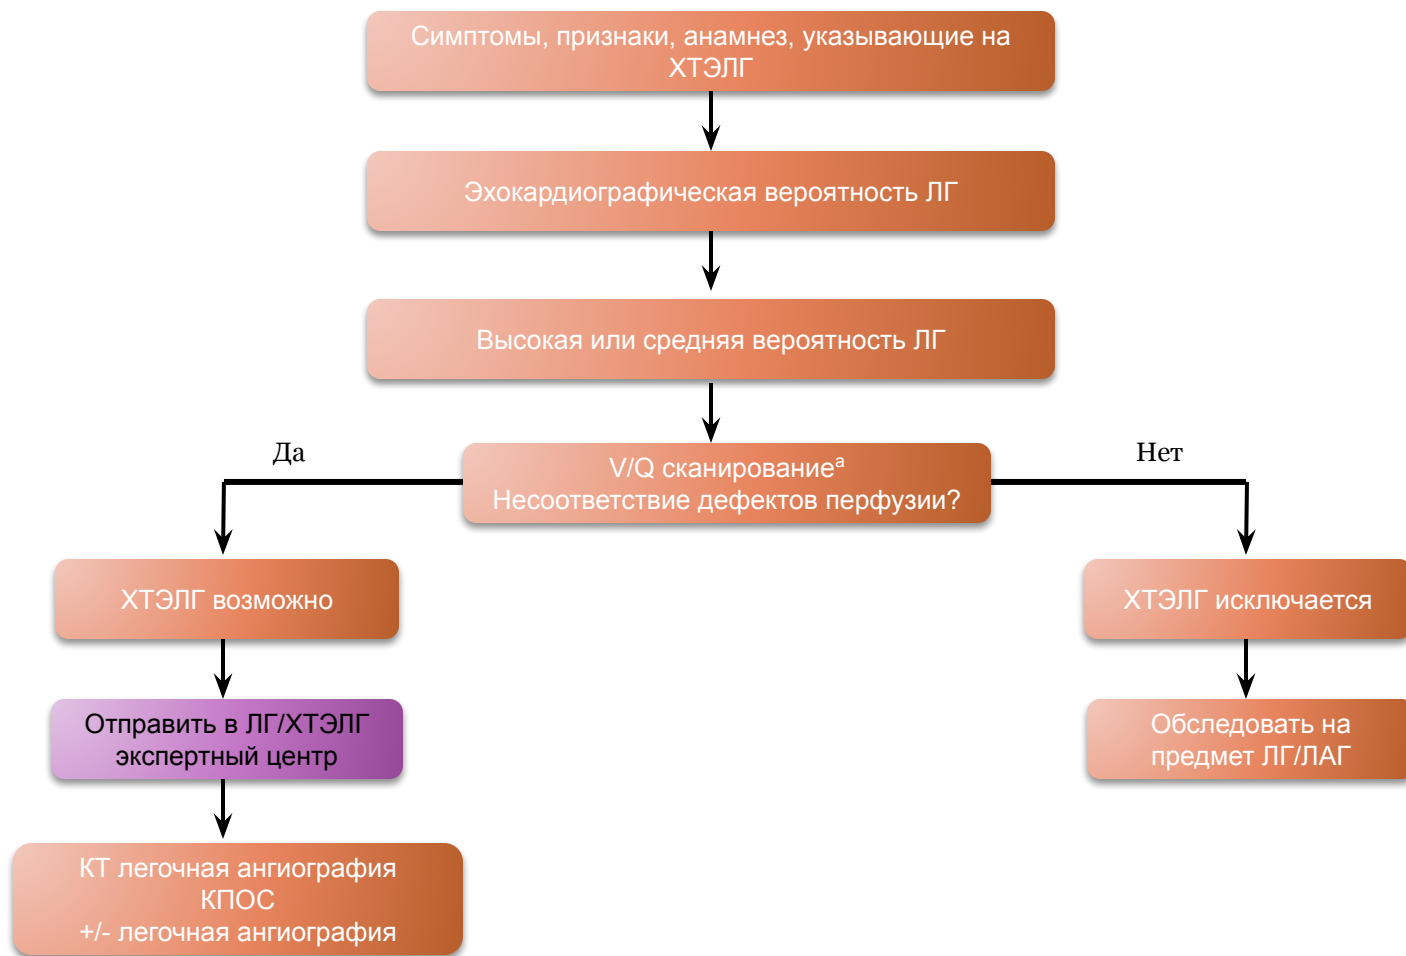 Симптомы, признаки, анамнез, указывающие на
ХТЭЛГ
Эхокардиографическая вероятность ЛГ
Высокая или средняя вероятность ЛГ
Да
V/Q сканированиеª
Несоответствие дефектов перфузии?
Нет
ХТЭЛГ возможно
ХТЭЛГ исключается
Отправить в ЛГ/ХТЭЛГ
экспертный центр
Обследовать на
предмет ЛГ/ЛАГ
КТ легочная ангиография
КПОС
+/- легочная ангиография